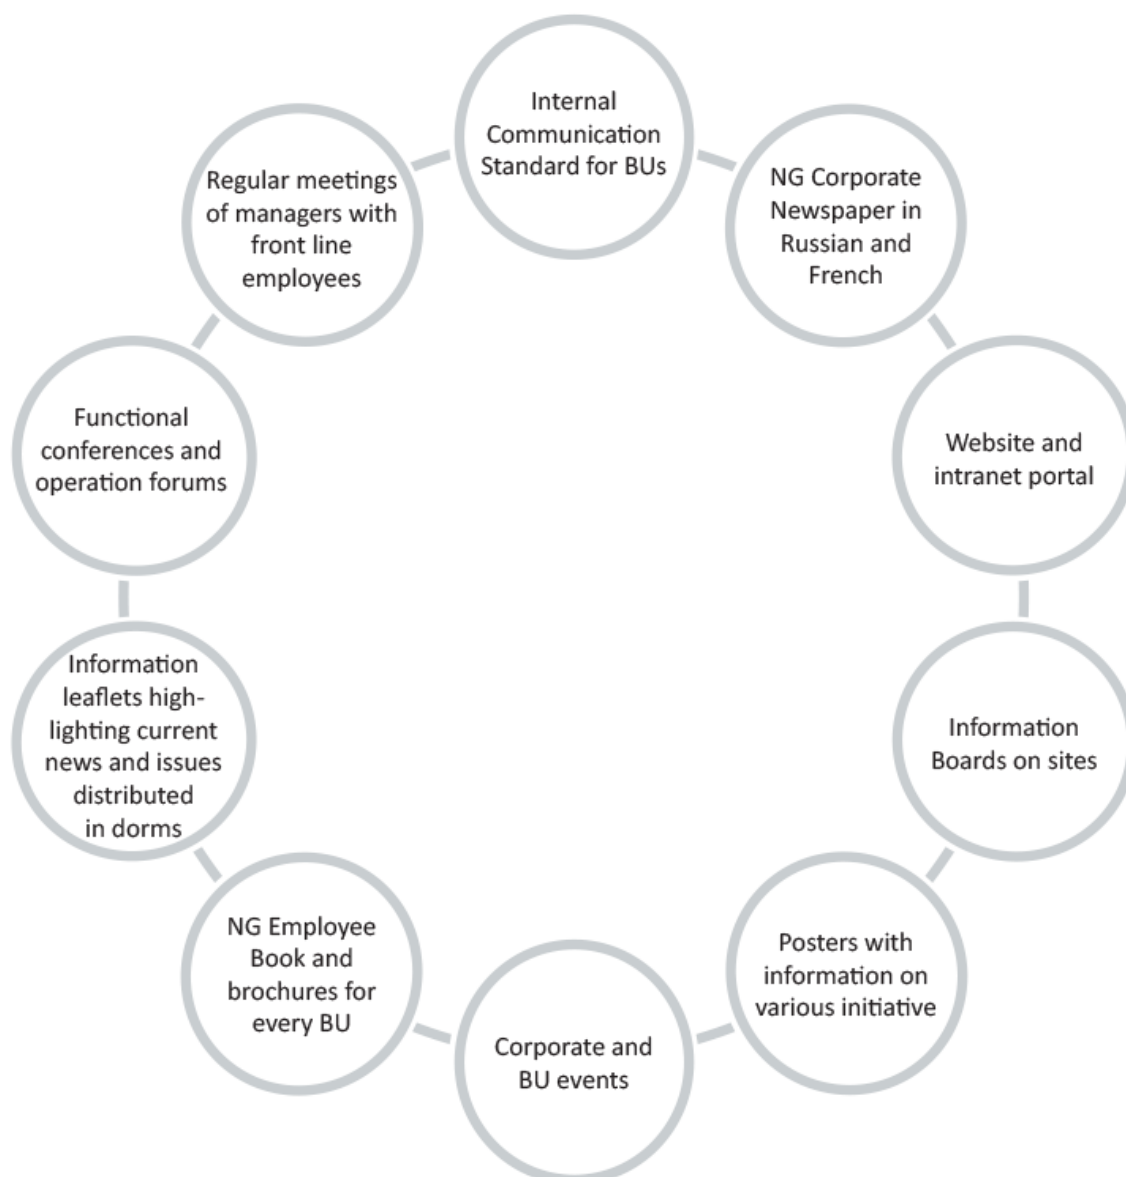 Internal
Communication
Standard for BUs
NG Corporate
Newspaper in
Russian and
French
Website and
intranet portal
Information
Boards on sites
Posters with
information on
various initiative
Corporate and
BU events
NG Employee
Book and
brochures for
every BU
Information
leaflets high-
lighting current
news and issues
distributed
in dorms
Functional
conferences and
operation forums
Regular meetings
of managers with
front line
employees